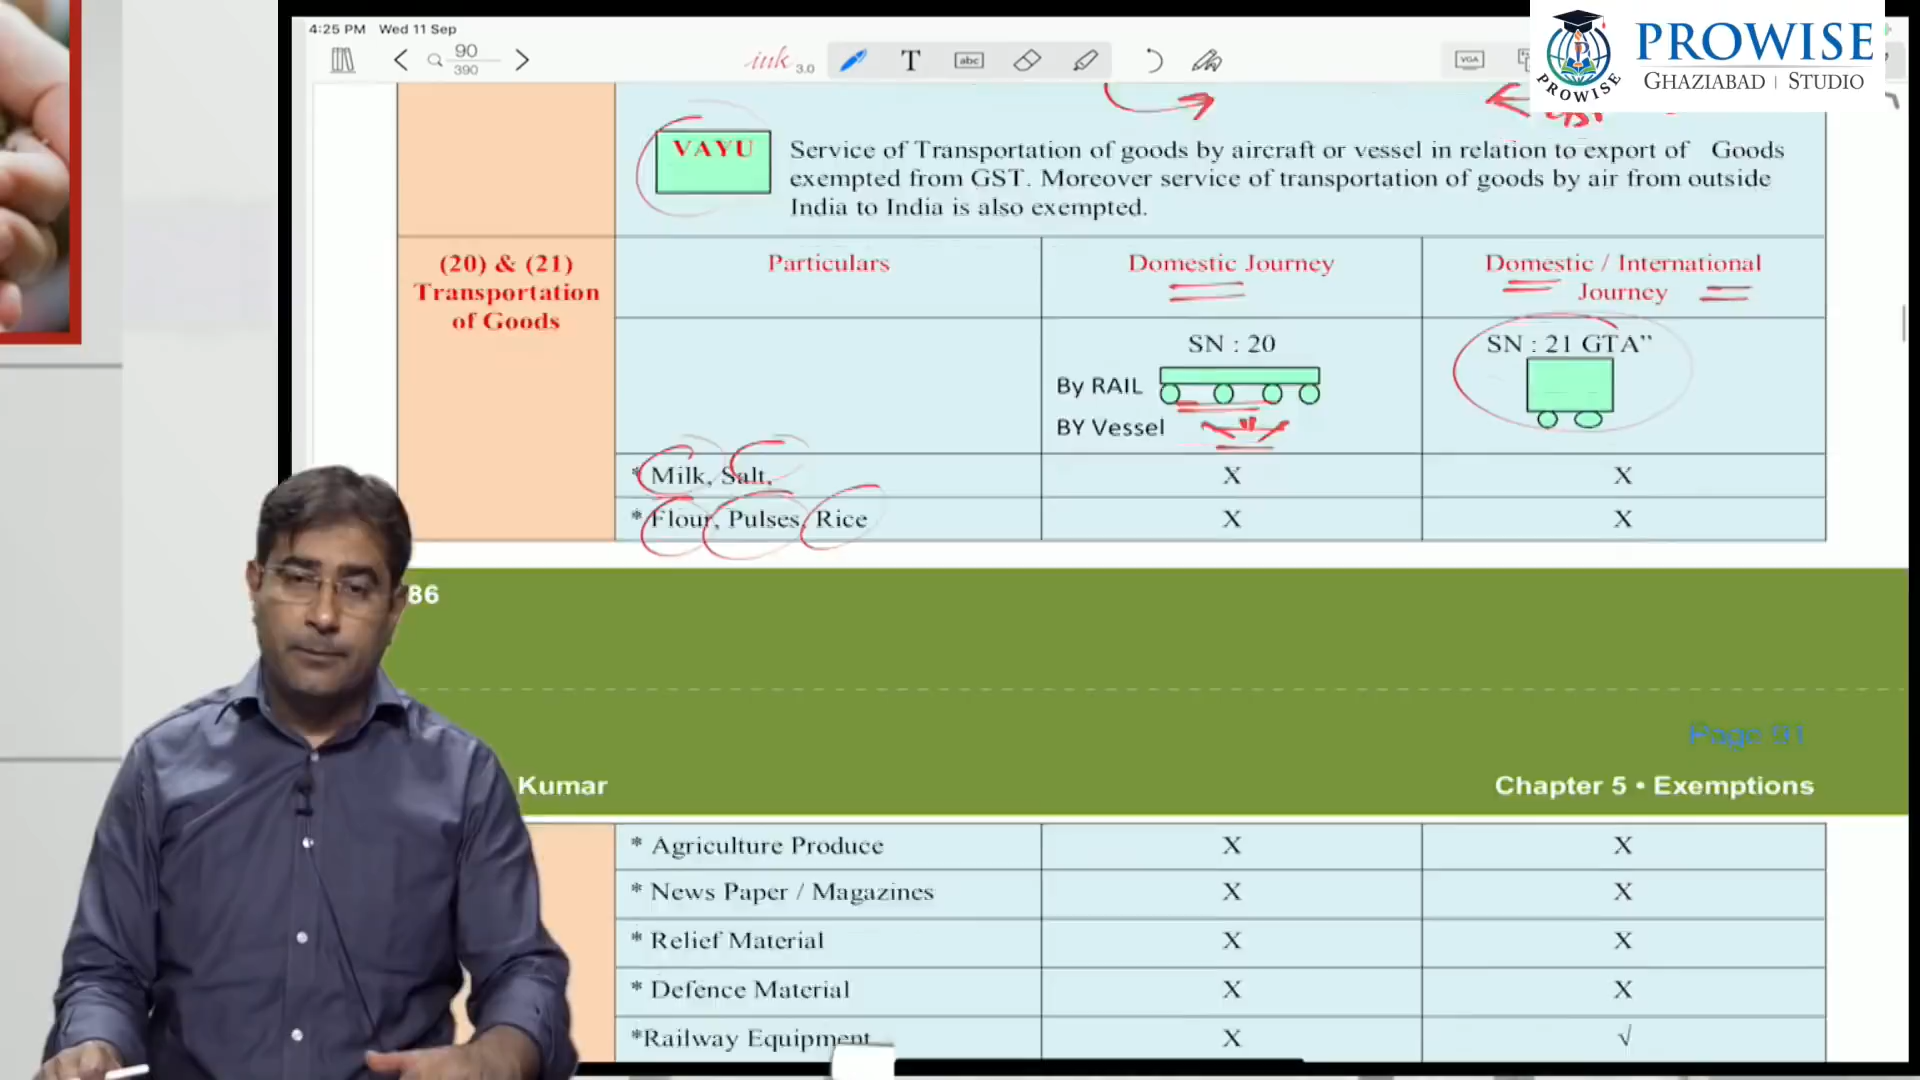 4:25 PM Wed 11 Sep
90
390
ink 3.0
T
abc
VGA
PROWISE
PROWISE
GHAZIABAD | STUDIO
VAYU
Service of Transportation of goods by aircraft or vessel in relation to export of Goods
exempted from GST. Moreover service of transportation of goods by air from outside
India to India is also exempted.
(20) & (21)
Transportation
of Goods
Particulars
Domestic Journey
Domestic / International
Journey
SN : 20
By RAIL
BY Vessel
SN : 21 GTA”
* Milk, Salt, X X
* Flour, Pulses, Rice X X
86
Page 91
Kumar
Chapter 5 • Exemptions
* Agriculture Produce X X
* News Paper / Magazines X X
* Relief Material X X
* Defence Material X X
*Railway Equipment X √